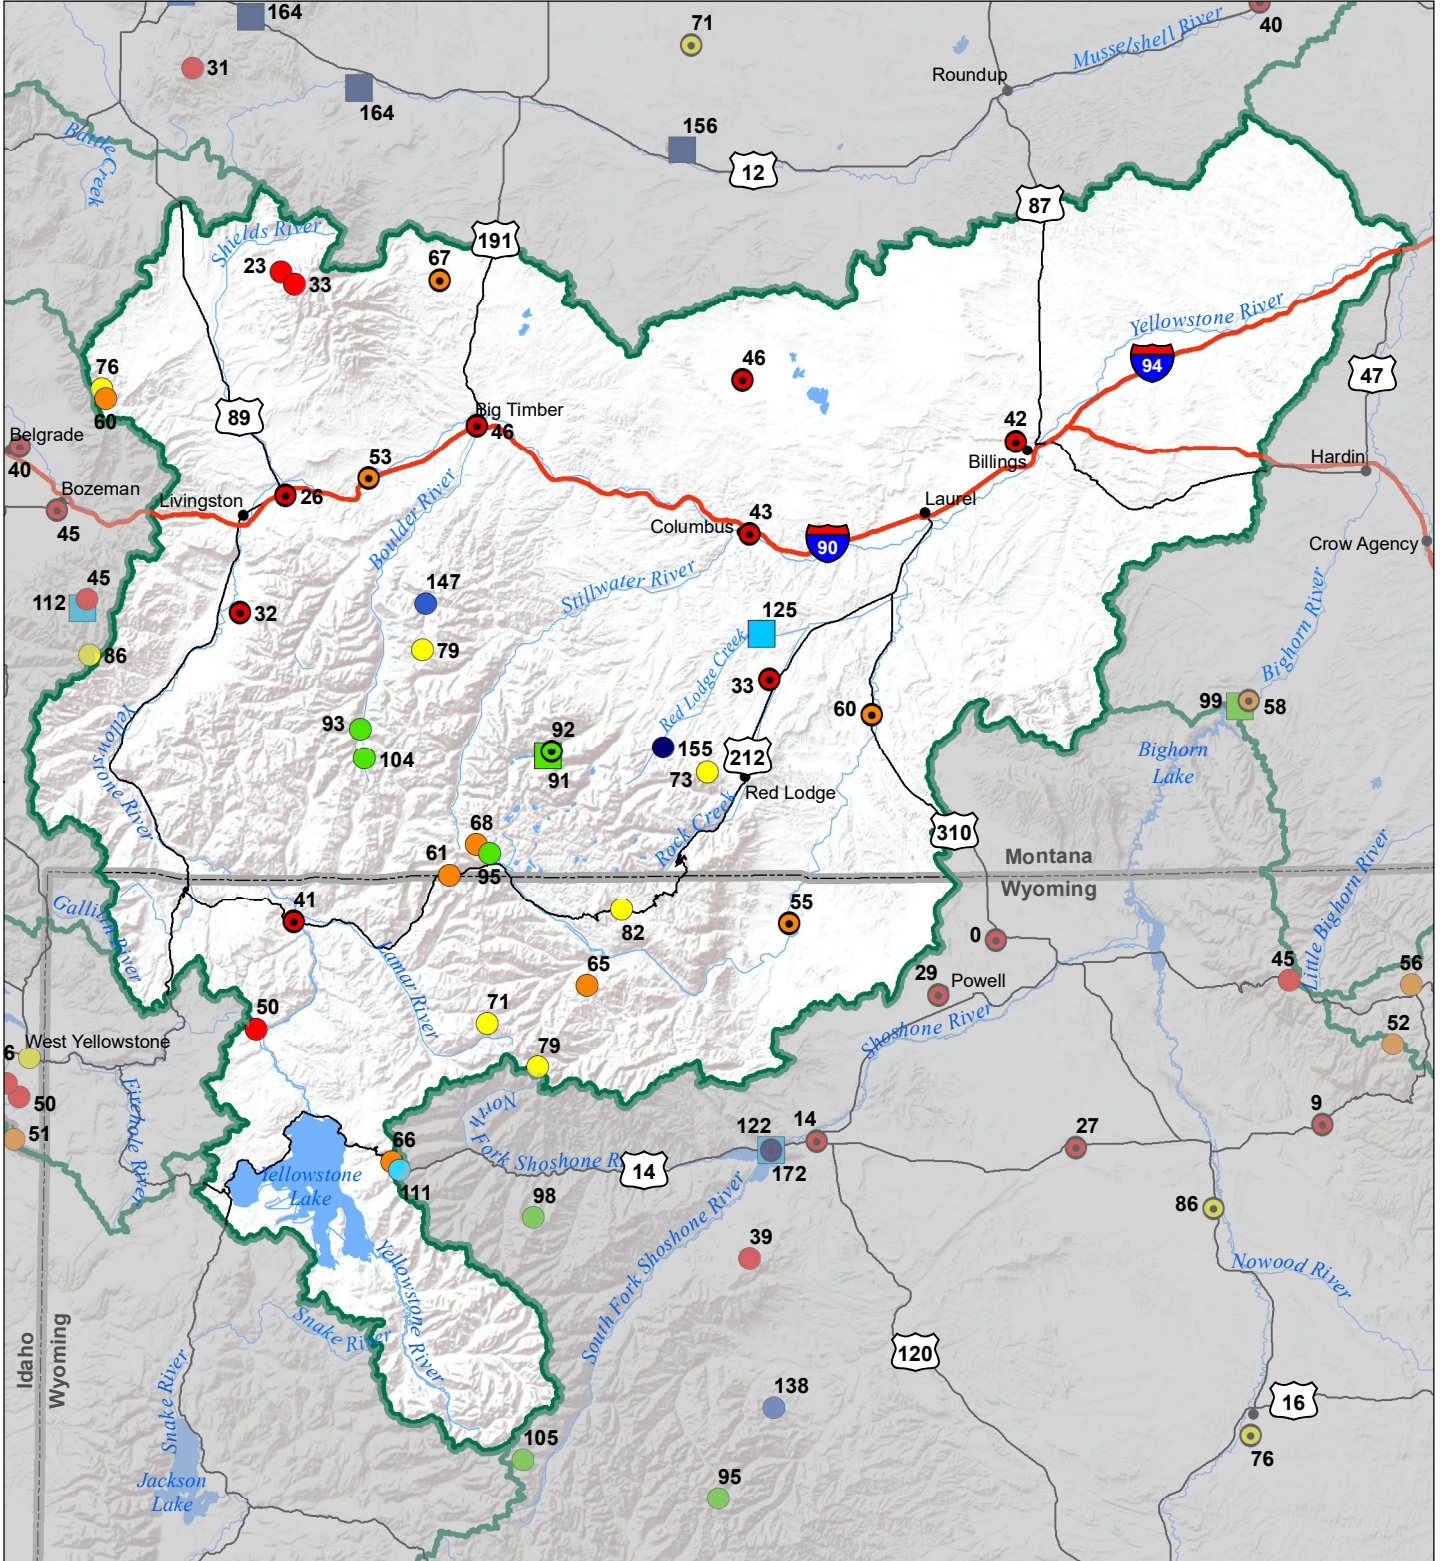 164
71
40
31
Musselshell River
Roundup
164
Battle
Creek
156
12
87
191
Shields River
23
33
67
Yellowstone River
94
76
60
46
47
89
Big Timber
46
42
Belgrade
40
Billings
Hardin
53
Bozeman
45
Livingston
26
Laurel
Columbus
43
90
Crow Agency
Boulder River
Stillwater River
45
112
147
125
32
86
79
Red Lodge Creek
33
Bighorn River
60
99
58
93
104
92
91
155
73
212
Red Lodge
Bighorn
Lake
Yellowstone River
68
61
95
Rock Creek
310
Montana
Wyoming
Little Bighorn River
Gallatin River
41
82
55
0
Lamar River
65
29
Powell
45
56
50
71
Shoshone River
52
West Yellowstone
6
79
50
51
Firehole River
North
Fork Shoshone R
14
122
172
14
27
9
66
111
Yellowstone
Lake
98
86
South Fork Shoshone River
39
Nowood River
Yellowstone River
Snake River
Idaho
Wyoming
120
Snake River
138
16
76
105
95
Jackson
Lake